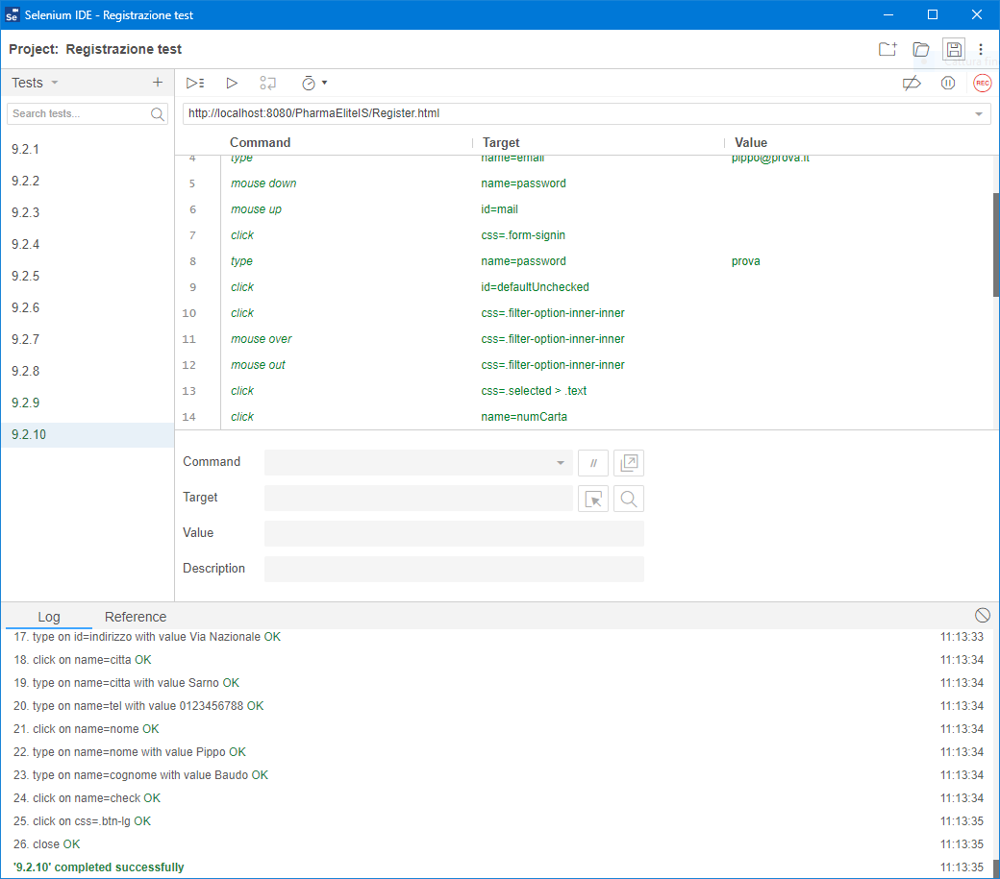 Se Selenium IDE - Registrazione test
Project: Registrazione test
Tests
REC
Search tests...
http://localhost:8080/PharmaEliteIS/Register.html
Command Target Value
9.2.1
9.2.2
9.2.3
9.2.4
9.2.5
9.2.6
9.2.7
9.2.8
9.2.9
9.2.10
4 type name=email pippo@prova.it
5 mouse down name=password
6 mouse up id=mail
7 click css=.form-signin
8 type name=password prova
9 click id=defaultUnchecked
10 click css=.filter-option-inner-inner
11 mouse over css=.filter-option-inner-inner
12 mouse out css=.filter-option-inner-inner
13 click css=.selected > .text
14 click name=numCarta
Command //
Target
Value
Description
Log Reference
17. type on id=indirizzo with value Via Nazionale OK 11:13:33
18. click on name=citta OK 11:13:34
19. type on name=citta with value Sarno OK 11:13:34
20. type on name=tel with value 0123456788 OK 11:13:34
21. click on name=nome OK 11:13:34
22. type on name=nome with value Pippo OK 11:13:34
23. type on name=cognome with value Baudo OK 11:13:34
24. click on name=check OK 11:13:34
25. click on css=.btn-lg OK 11:13:35
26. close OK 11:13:35
'9.2.10' completed successfully 11:13:35